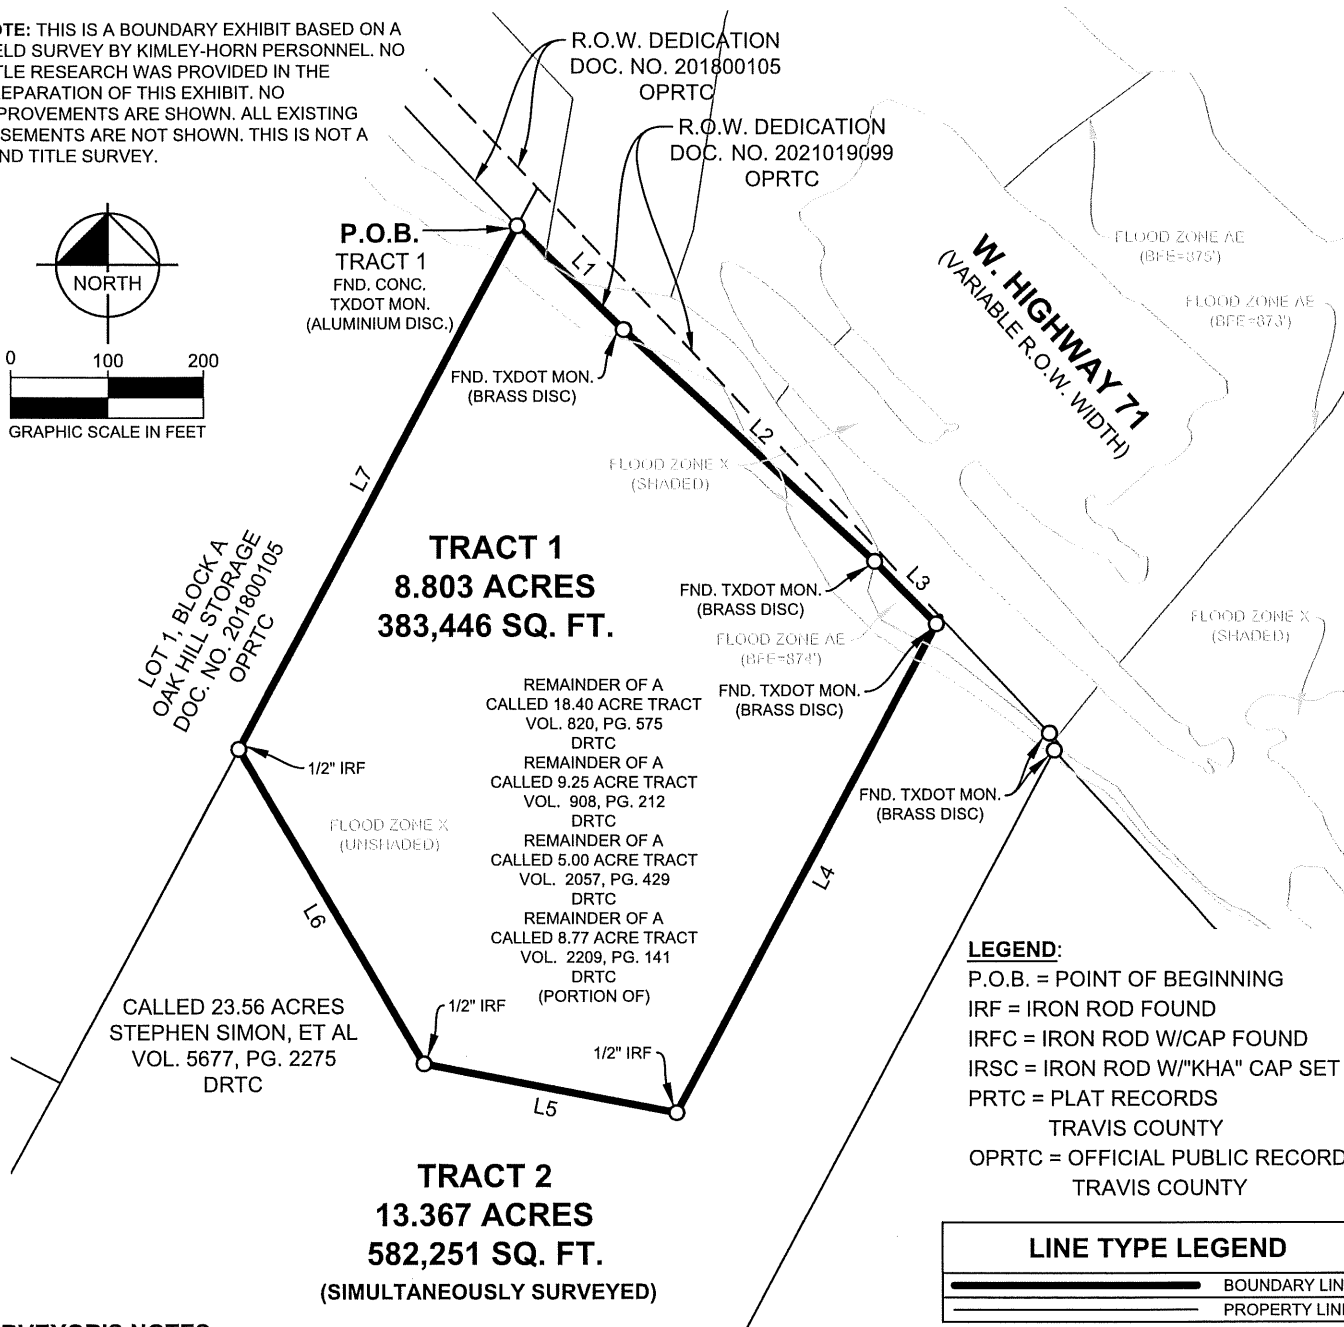 OTE: THIS IS A BOUNDARY EXHIBIT BASED ON A
ELD SURVEY BY KIMLEY-HORN PERSONNEL. NO
TLE RESEARCH WAS PROVIDED IN THE
EPARATION OF THIS EXHIBIT. NO
PROVEMENTS ARE SHOWN. ALL EXISTING
SEMENTS ARE NOT SHOWN. THIS IS NOT A
ND TITLE SURVEY.
R.O.W. DEDICATION
DOC. NO. 201800105
OPRTC
R.O.W. DEDICATION
DOC. NO. 2021019099
OPRTC
NORTH
0 100 200
GRAPHIC SCALE IN FEET
P.O.B.
TRACT 1
FND. CONC.
TXDOT MON.
(ALUMINIUM DISC.)
L1
FND. TXDOT MON.
(BRASS DISC)
W. HIGHWAY 71
(VARIABLE R.O.W. WIDTH)
FLOOD ZONE AE
(BFE=875')
FLOOD ZONE AE
(BFE=873')
L2
FLOOD ZONE X
(SHADED)
L7
LOT 1, BLOCK A
OAK HILL STORAGE
DOC. NO. 201800105
OPRTC
TRACT 1
8.803 ACRES
383,446 SQ. FT.
L3
FND. TXDOT MON.
(BRASS DISC)
FLOOD ZONE AE
(BFE=874')
FND. TXDOT MON.
(BRASS DISC)
FLOOD ZONE X
(SHADED)
REMAINDER OF A
CALLED 18.40 ACRE TRACT
VOL. 820, PG. 575
DRTC
REMAINDER OF A
CALLED 9.25 ACRE TRACT
VOL. 908, PG. 212
DRTC
REMAINDER OF A
CALLED 5.00 ACRE TRACT
VOL. 2057, PG. 429
DRTC
REMAINDER OF A
CALLED 8.77 ACRE TRACT
VOL. 2209, PG. 141
DRTC
(PORTION OF)
1/2" IRF
FLOOD ZONE X
(UNSHADED)
FND. TXDOT MON.
(BRASS DISC)
L4
L6
CALLED 23.56 ACRES
STEPHEN SIMON, ET AL
VOL. 5677, PG. 2275
DRTC
1/2" IRF
1/2" IRF
L5
TRACT 2
13.367 ACRES
582,251 SQ. FT.
(SIMULTANEOUSLY SURVEYED)
LEGEND:
P.O.B. = POINT OF BEGINNING
IRF = IRON ROD FOUND
IRFC = IRON ROD W/CAP FOUND
IRSC = IRON ROD W/"KHA" CAP SET
PRTC = PLAT RECORDS
TRAVIS COUNTY
OPRTC = OFFICIAL PUBLIC RECORD
TRAVIS COUNTY
LINE TYPE LEGEND
BOUNDARY LIN
PROPERTY LIN
RVEYOR'S NOTES